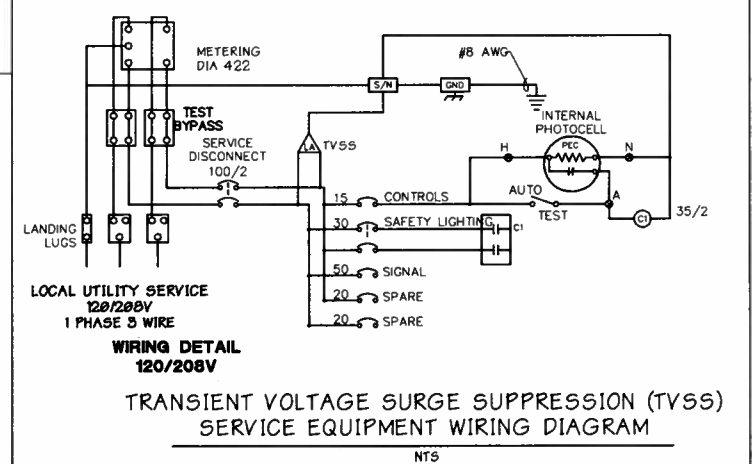 METERING
DIA 422
#8 AWG
S/N
GND
TEST
BYPASS
INTERNAL
PHOTOCELL
PEC
H
N
SERVICE
DISCONNECT
100/2
LA
TVSS
15
CONTROLS
AUTO
TEST
A
C1
35/2
30
SAFETY LIGHTING
C1
LANDING
LUGS
50
SIGNAL
20
SPARE
20
SPARE
LOCAL UTILITY SERVICE
120/208V
1 PHASE 3 WIRE
WIRING DETAIL
120/208V
TRANSIENT VOLTAGE SURGE SUPPRESSION (TVSS)
SERVICE EQUIPMENT WIRING DIAGRAM
NTS